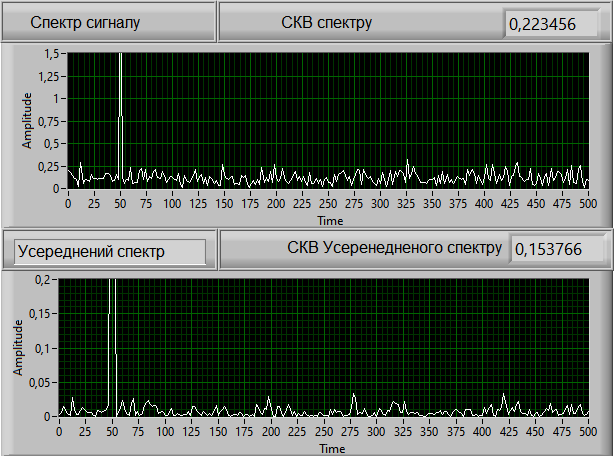 Спектр сигналу СКВ спектру 0,223456
1,5
1,25
1
0,75
0,5
0,25
0
Amplitude
0 25 50 75 100 125 150 175 200 225 250 275 300 325 350 375 400 425 450 475 500
Time
Усереднений спектр СКВ Усеренедненого спектру 0,153766
0,2
0,15
0,1
0,05
0
Amplitude
0 25 50 75 100 125 150 175 200 225 250 275 300 325 350 375 400 425 450 475 500
Time